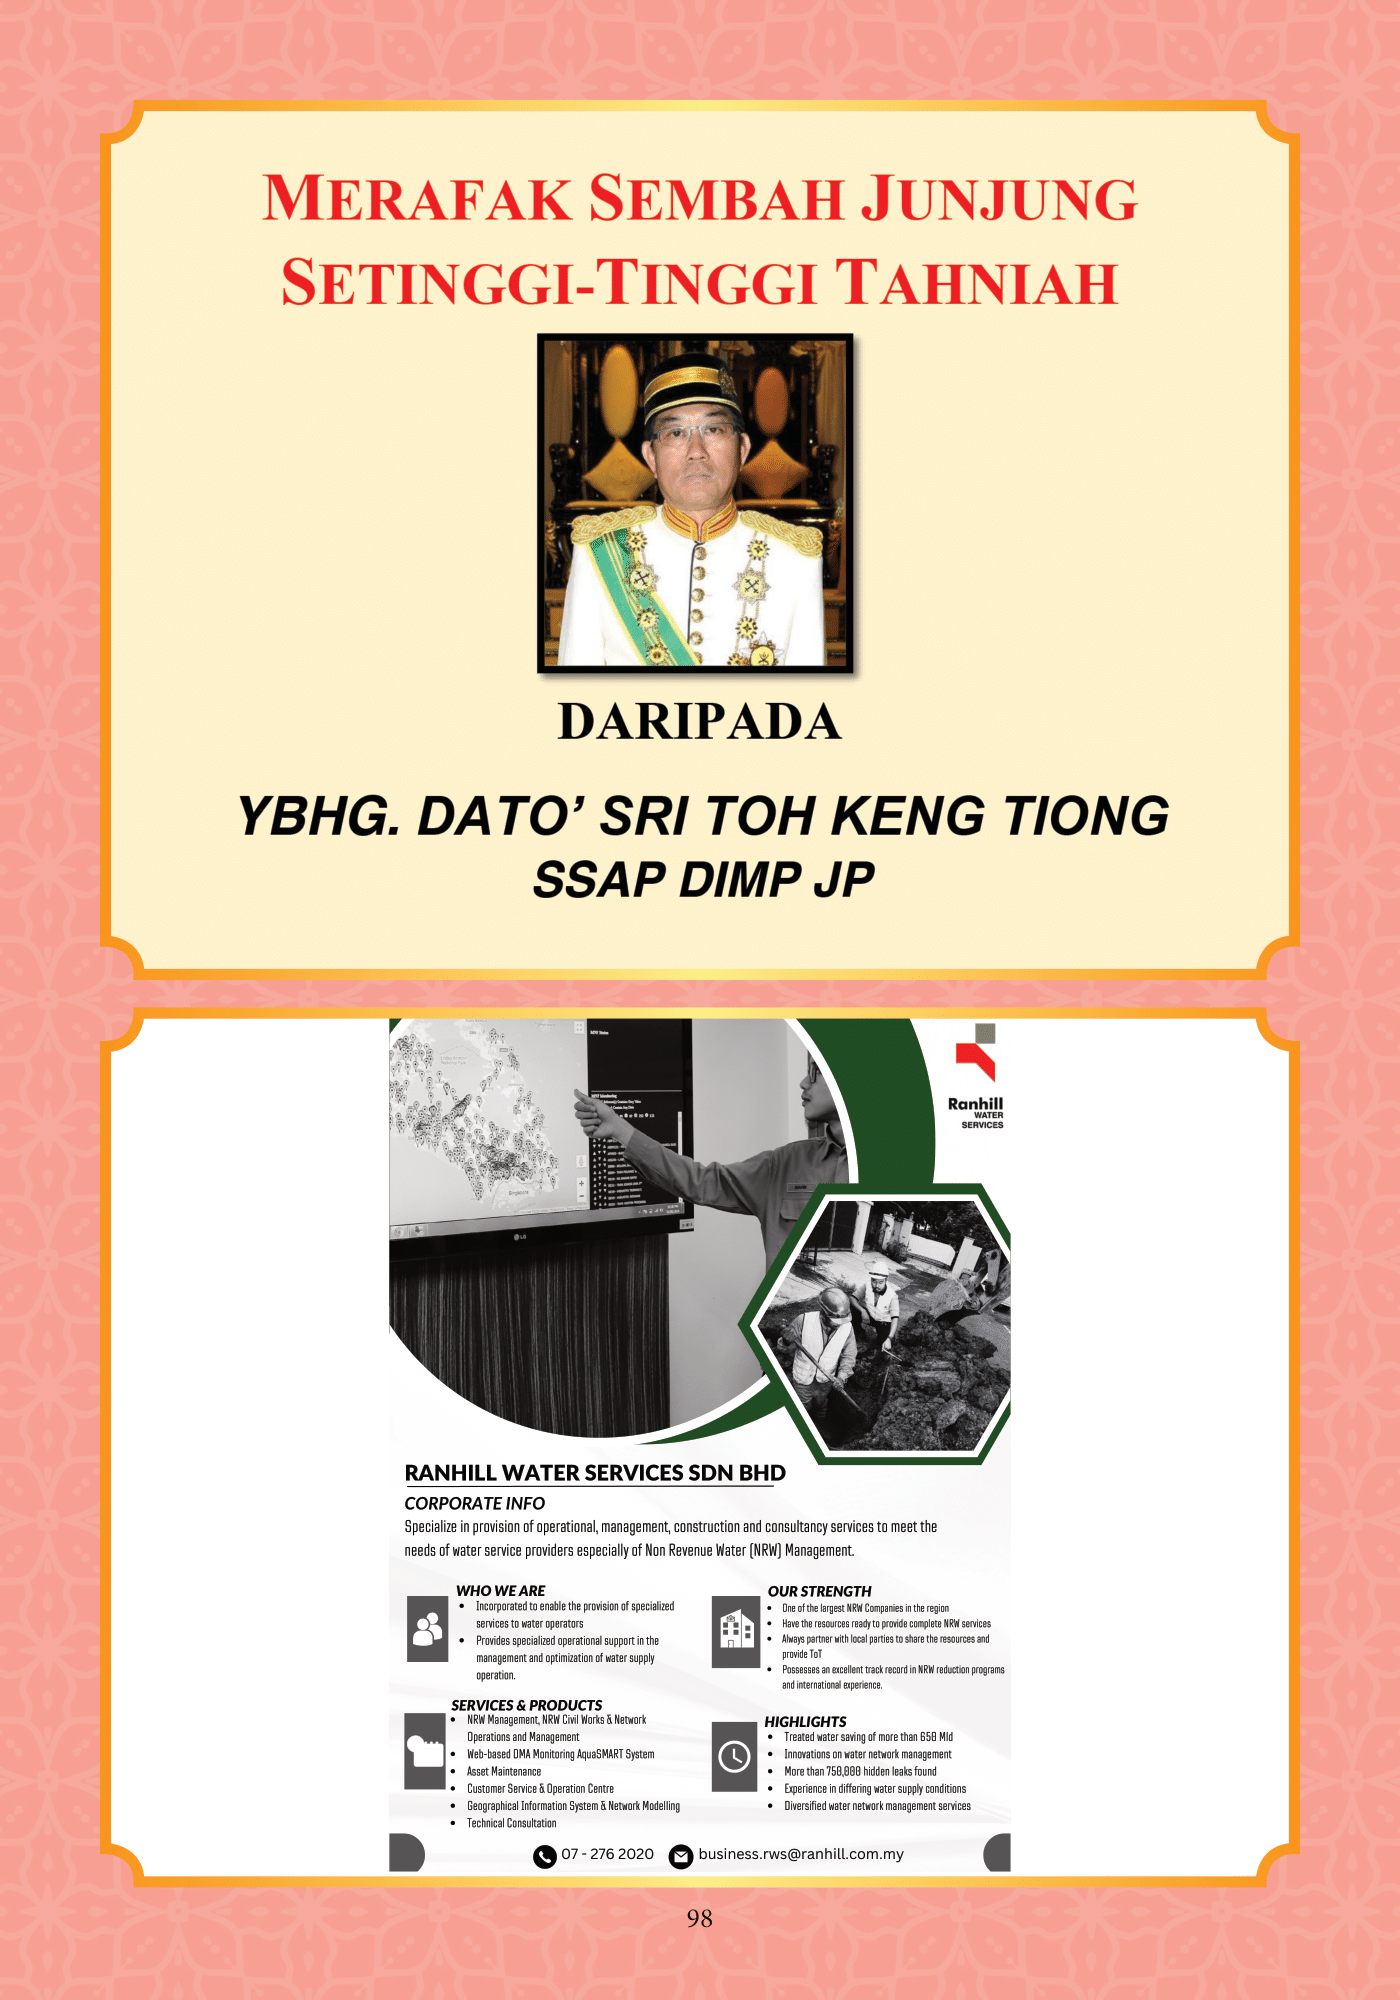 MERAFAK SEMBAH JUNJUNG
SETINGGI-TINGGI TAHNIAH
DARIPADA
YBHG. DATO’ SRI TOH KENG TIONG
SSAP DIMP JP
Ranhill
WATER
SERVICES
Singapore
LG
RANHILL WATER SERVICES SDN BHD
CORPORATE INFO
Specialize in provision of operational, management, construction and consultancy services to meet the
needs of water service providers especially of Non Revenue Water (NRW) Management.
WHO WE ARE
• Incorporated to enable the provision of specialized
services to water operators
• Provides specialized operational support in the
management and optimization of water supply
operation.
SERVICES & PRODUCTS
• NRW Management, NRW Civil Works & Network
Operations and Management
• Web-based DMA Monitoring AquaSMART System
• Asset Maintenance
• Customer Service & Operation Centre
• Geographical Information System & Network Modelling
• Technical Consultation
OUR STRENGTH
• One of the largest NRW Companies in the region
• Have the resources ready to provide complete NRW services
• Always partner with local parties to share the resources and
provide ToT
• Possesses an excellent track record in NRW reduction programs
and international experience.
HIGHLIGHTS
• Treated water saving of more than 650 Mld
• Innovations on water network management
• More than 750,000 hidden leaks found
• Experience in differing water supply conditions
• Diversified water network management services
07 - 276 2020 business.rws@ranhill.com.my
98